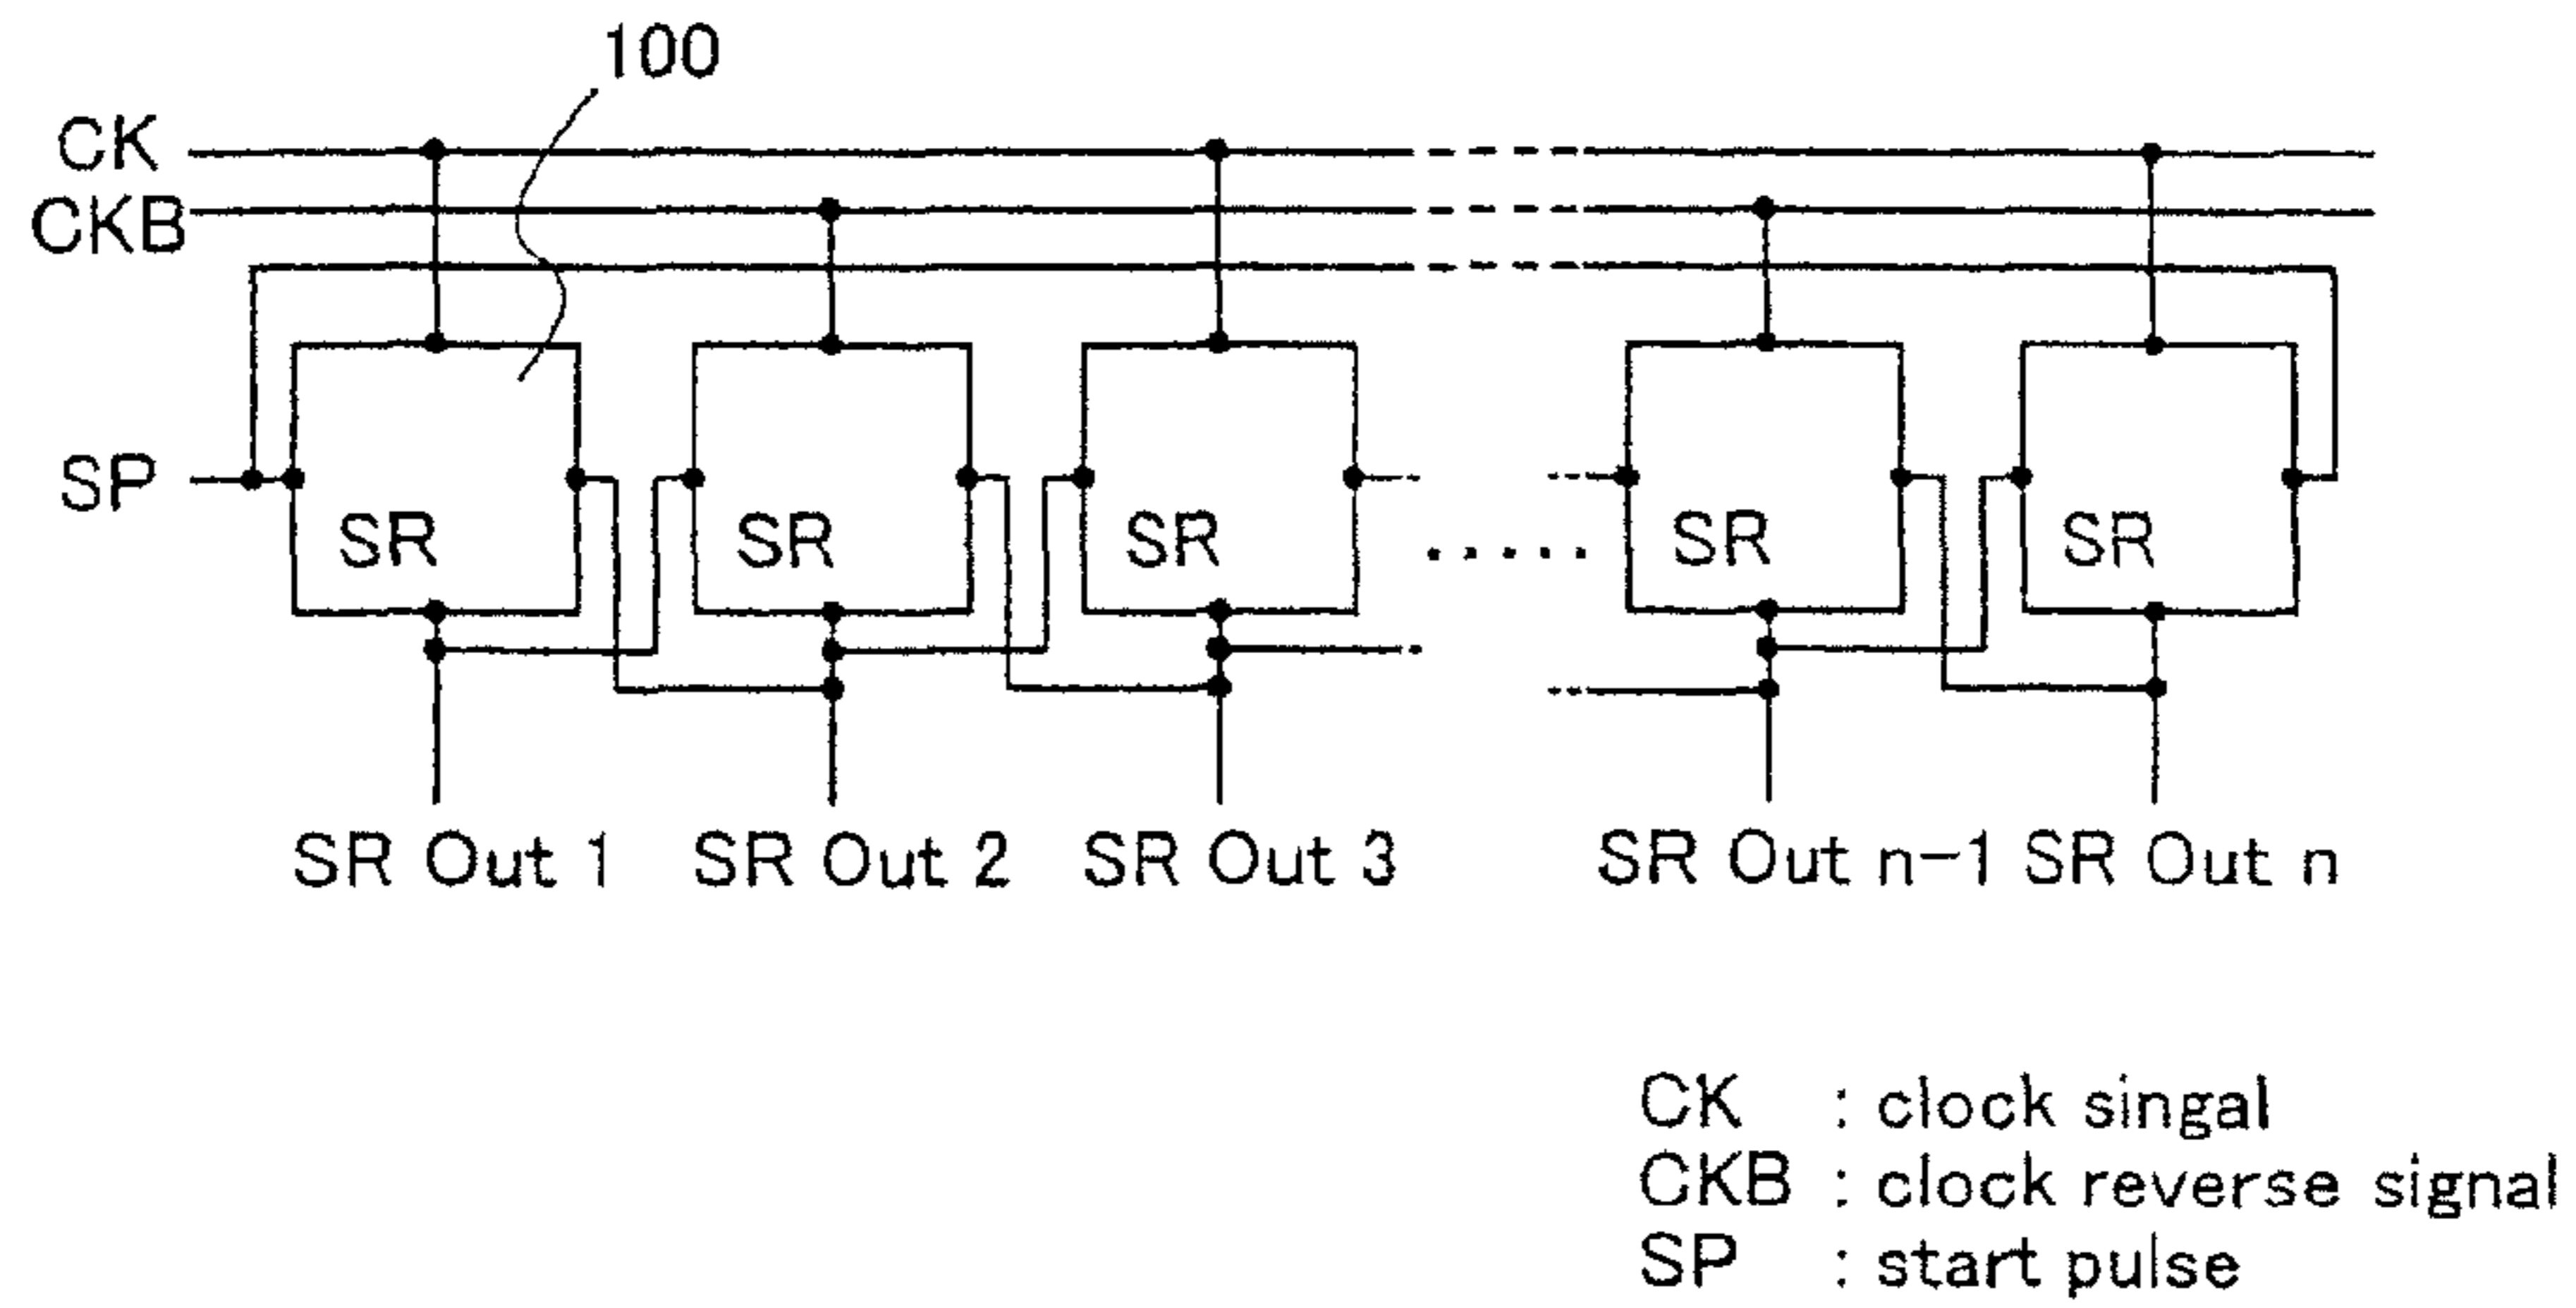 100
CK
CKB
SP
SR SR SR ..... SR SR
SR Out 1 SR Out 2 SR Out 3 SR Out n-1 SR Out n
CK : clock singal
CKB : clock reverse signal
SP : start pulse